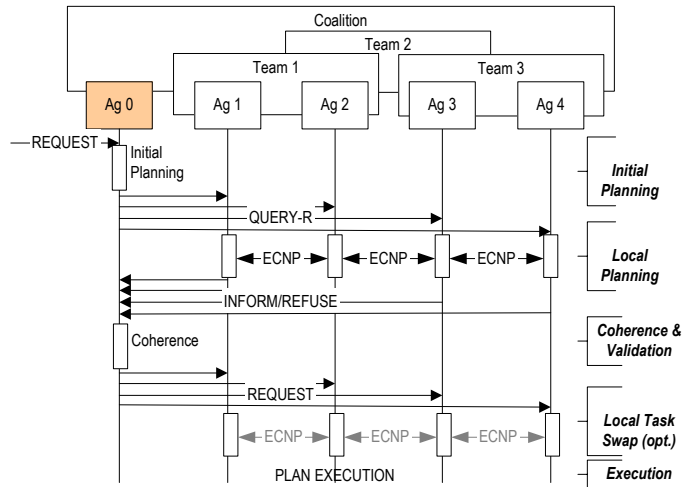 Coalition
Team 2
Team 1
Team 3
Ag 0
Ag 1
Ag 2
Ag 3
Ag 4
REQUEST
Initial
Planning
Initial
Planning
QUERY-R
ECNP
ECNP
ECNP
Local
Planning
INFORM/REFUSE
Coherence
Coherence &
Validation
REQUEST
ECNP
ECNP
ECNP
Local Task
Swap (opt.)
PLAN EXECUTION
Execution